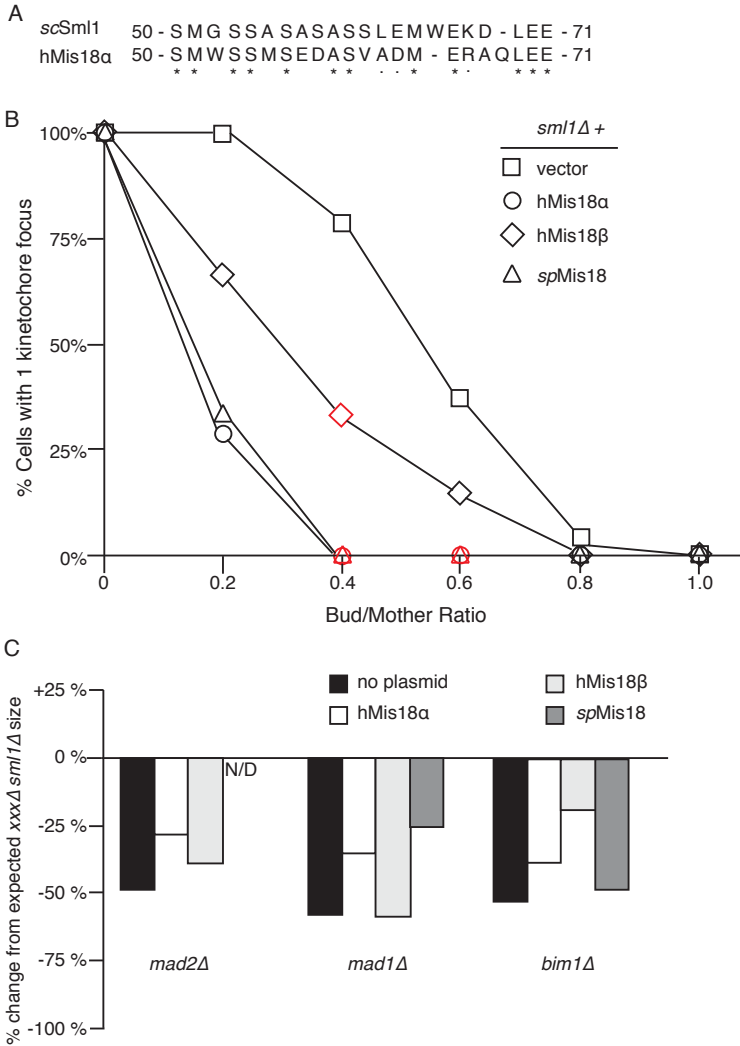 A
scSml1 50 - S M G S S A S A S A S S L E M W E K D - L E E - 71
hMis18α 50 - S M W S S M S E D A S V A D M - E R A Q L E E - 71
* * * * * * * . . * * . * * *
B
sml1Δ +
vector
hMis18α
hMis18β
spMis18
% Cells with 1 kinetochore focus
100%
75%
50%
25%
0%
0 0.2 0.4 0.6 0.8 1.0
Bud/Mother Ratio
C
no plasmid
hMis18α
hMis18β
spMis18
% change from expected xxxΔ sml1Δ size
+25 %
0 %
-25 %
-50 %
-75 %
-100 %
N/D
mad2Δ mad1Δ bim1Δ